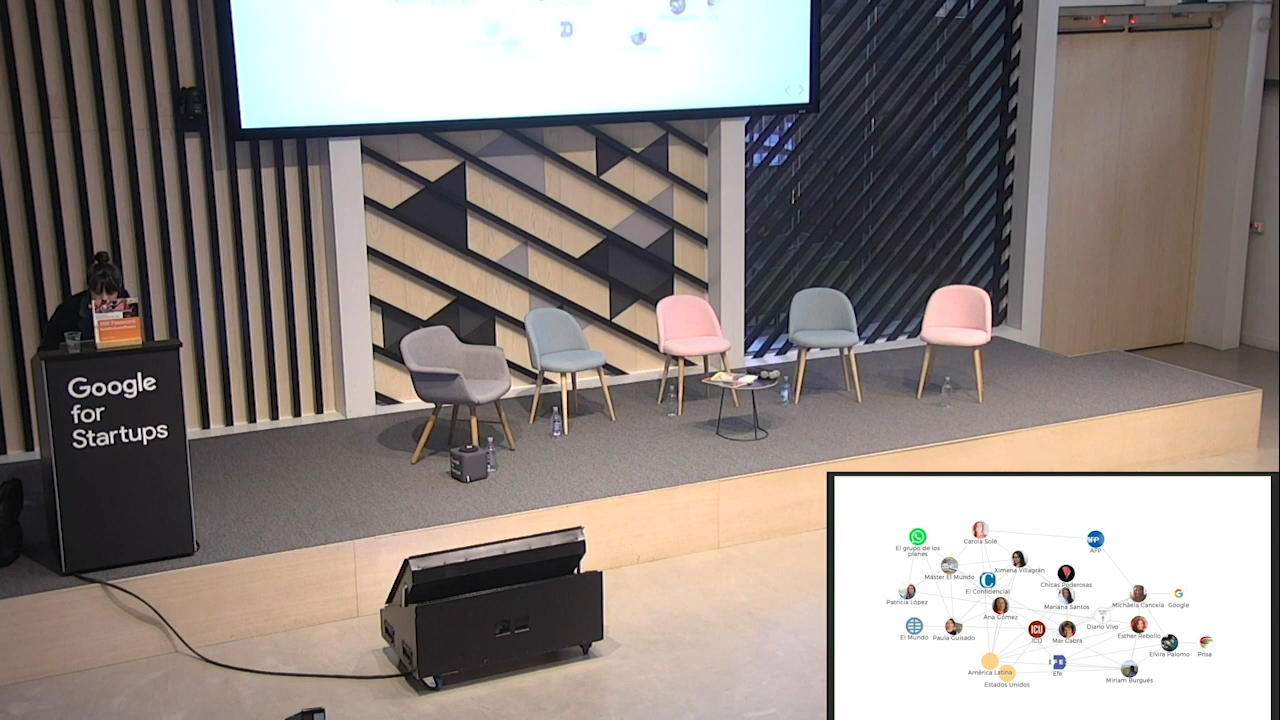 Google
for
Startups
Carola Solé
AFP
El grupo de los
planes
Ximena Villagrán
Máster El Mundo
Chicas Poderosas
El Confidencial
Patricia López
Mariana Santos
Michaela Cancela
Google
Ana Gómez
Diario Vivo
El Mundo
Paula Guisado
ICIJ
Mar Cabra
Esther Rebollo
Elvira Palomo
Prisa
América Latina
Efe
Miriam Burgués
Estados Unidos